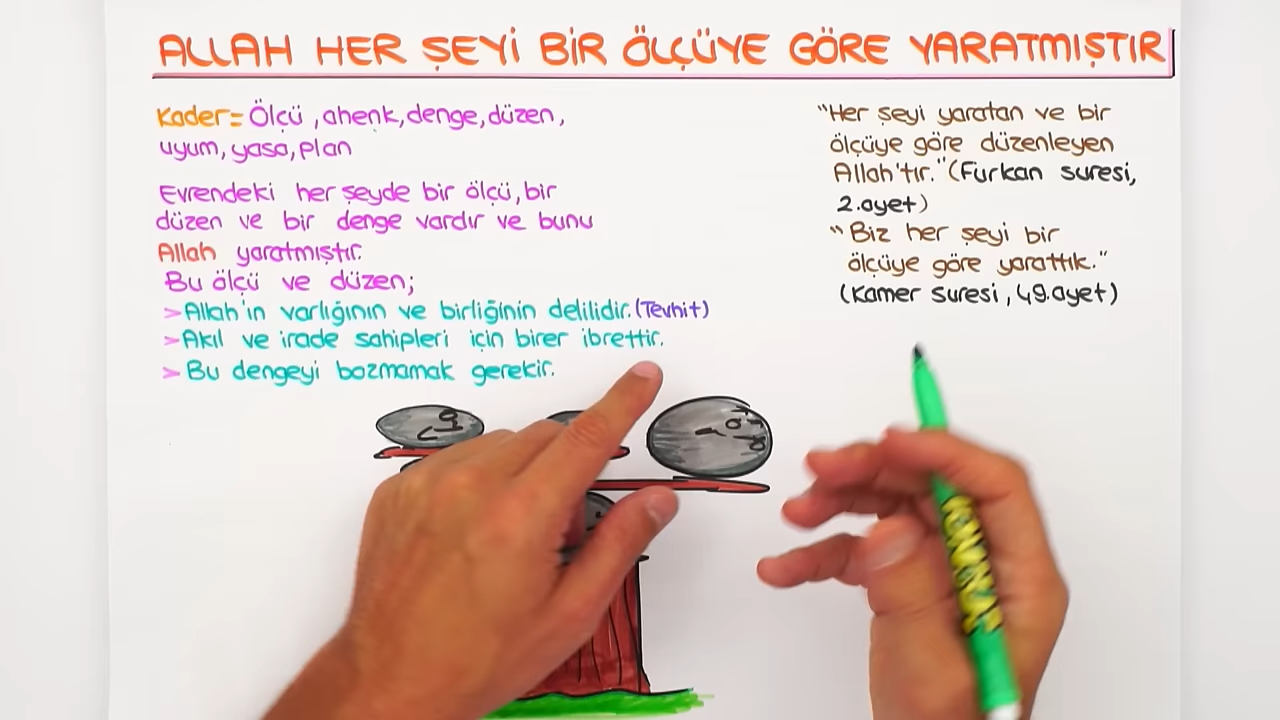 ALLAH HER ŞEYİ BİR ÖLÇÜYE GÖRE YARATMIŞTIR
Kader= Ölçü, ahenk, denge, düzen,
uyum, yasa, plan
Evrendeki her şeyde bir ölçü, bir
düzen ve bir denge vardır ve bunu
Allah yaratmıştır.
Bu ölçü ve düzen;
> Allah'ın varlığının ve birliğinin delilidir. (Tevhit)
> Akıl ve irade sahipleri için birer ibrettir.
> Bu dengeyi bozmamak gerekir.
"Her şeyi yaratan ve bir
ölçüye göre düzenleyen
Allah'tır." (Furkan suresi,
2.ayet)
"Biz her şeyi bir
ölçüye göre yarattık."
(Kamer suresi, 49.ayet)